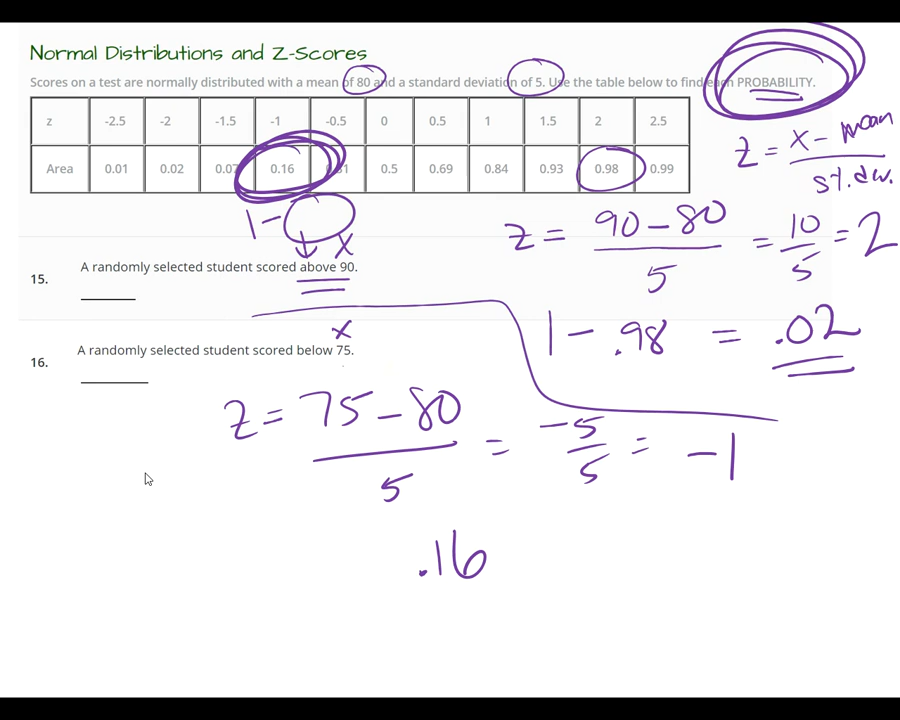 Normal Distributions and Z-Scores
Scores on a test are normally distributed with a mean of 80 and a standard deviation of 5. Use the table below to find each PROBABILITY.
z -2.5 -2 -1.5 -1 -0.5 0 0.5 1 1.5 2 2.5
Area 0.01 0.02 0.07 0.16 0.5 0.69 0.84 0.93 0.98 0.99
z = x - mean / st. dev.
1 -
x
z = 90 - 80 / 5 = 10 / 5 = 2
15. A randomly selected student scored above 90.
1 - .98 = .02
x
16. A randomly selected student scored below 75.
z = 75 - 80 / 5 = -5 / 5 = -1
.16